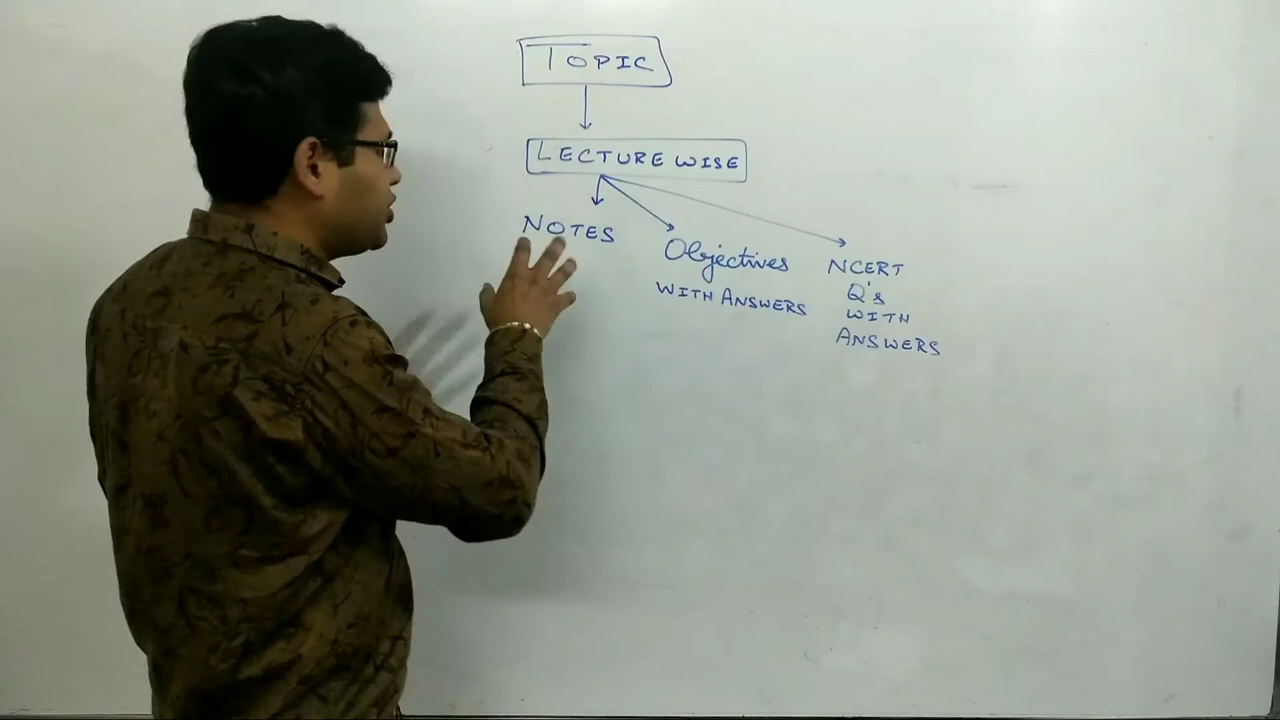 TOPIC
LECTURE WISE
NOTES
Objectives
WITH ANSWERS
NCERT
Q's
WITH
ANSWERS